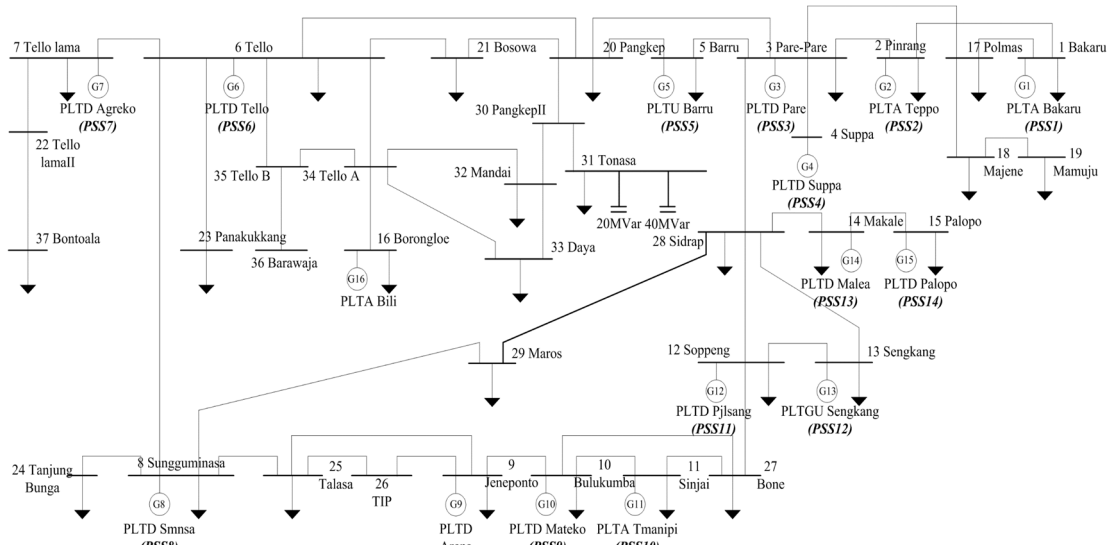 7 Tello lama
6 Tello
21 Bosowa
20 Pangkep
5 Barru
3 Pare-Pare
2 Pinrang
17 Polmas
1 Bakaru
G7
G6
G5
G3
G2
G1
PLTD Agreko
(PSS7)
PLTD Tello
(PSS6)
PLTU Barru
(PSS5)
PLTD Pare
(PSS3)
PLTA Teppo
(PSS2)
PLTA Bakaru
(PSS1)
30 PangkepII
4 Suppa
22 Tello
lamaII
35 Tello B
34 Tello A
32 Mandai
31 Tonasa
G4
PLTD Suppa
(PSS4)
18
Majene
19
Mamuju
20MVar
40MVar
37 Bontoala
23 Panakukkang
36 Barawaja
16 Borongloe
33 Daya
28 Sidrap
14 Makale
15 Palopo
G16
PLTA Bili
G14
G15
PLTD Malea
(PSS13)
PLTD Palopo
(PSS14)
29 Maros
12 Soppeng
13 Sengkang
G12
G13
PLTD Pjlsang
(PSS11)
PLTGU Sengkang
(PSS12)
24 Tanjung
Bunga
8 Sungguminasa
25
Talasa
26
TIP
9
Jeneponto
10
Bulukumba
11
Sinjai
27
Bone
G8
G9
G10
G11
PLTD Smnsa
(PSS8)
PLTD
PLTD Mateko
(PSS9)
PLTA Tmanipi
(PSS10)